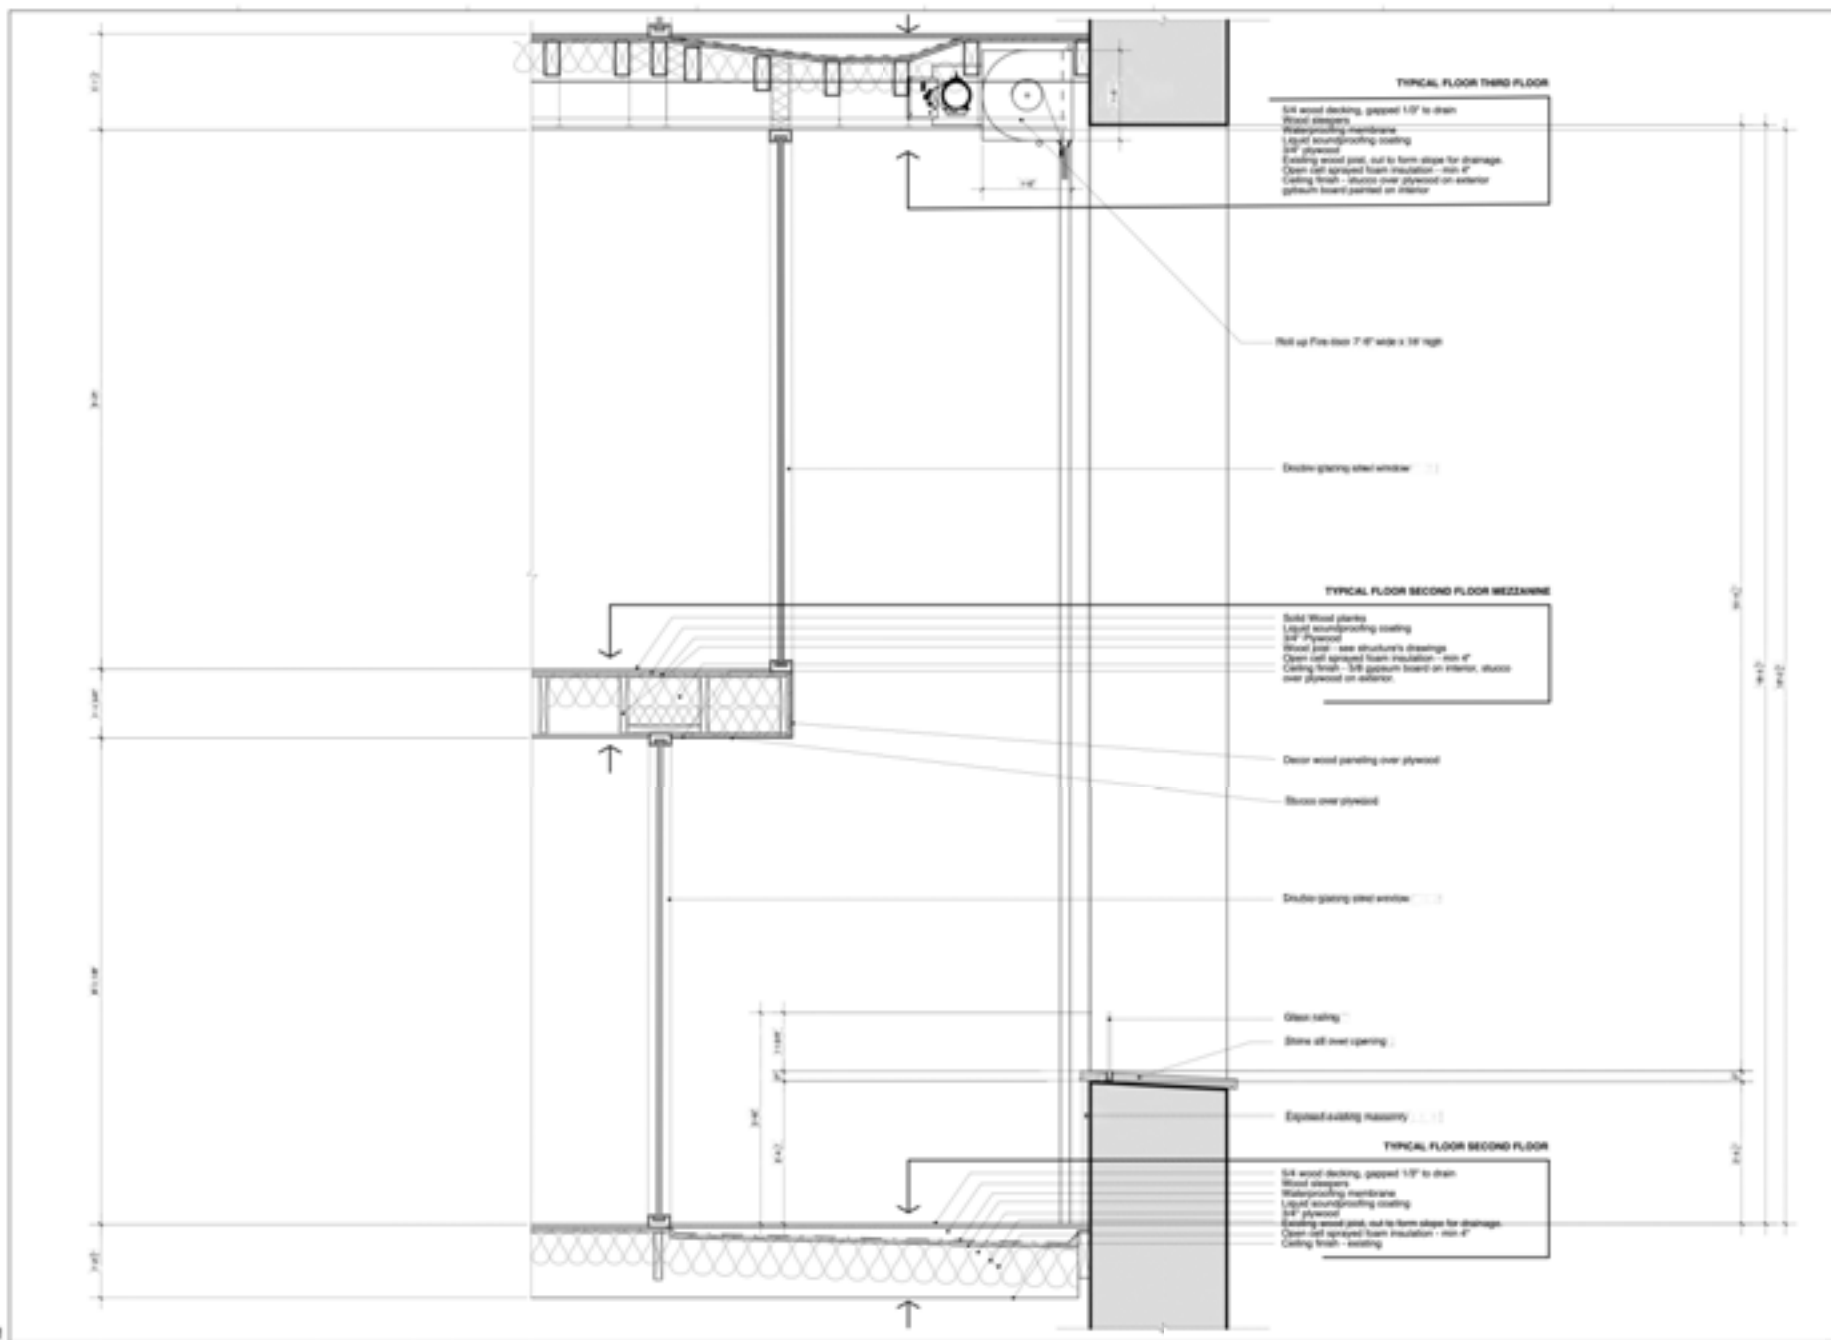 TYPICAL FLOOR THIRD FLOOR
5/4 wood decking, gapped 1/3" to drain
Wood sleepers
Waterproofing membrane
Liquid soundproofing coating
3/4" plywood
Existing wood joist, cut to form slope for drainage.
Open cell sprayed foam insulation - min 4"
Ceiling finish - stucco over plywood on exterior
gybsum board painted on interior
Roll up Fire door 7'-6" wide x 16' high
Double glazing steel window
TYPICAL FLOOR SECOND FLOOR MEZZANINE
Solid Wood planks
Liquid soundproofing coating
3/4" Plywood
Wood joist - see structure's drawings
Open cell sprayed foam insulation - min 4"
Ceiling finish - 5/8 gypsum board on interior, stucco
over plywood on exterior.
Decor wood paneling over plywood
Stucco over plywood
Double glazing steel window
Glass railing
Stone sill over opening
Exposed existing masonry
TYPICAL FLOOR SECOND FLOOR
5/4 wood decking, gapped 1/3" to drain
Wood sleepers
Waterproofing membrane
Liquid soundproofing coating
3/4" plywood
Existing wood joist, cut to form slope for drainage.
Open cell sprayed foam insulation - min 4"
Ceiling finish - existing